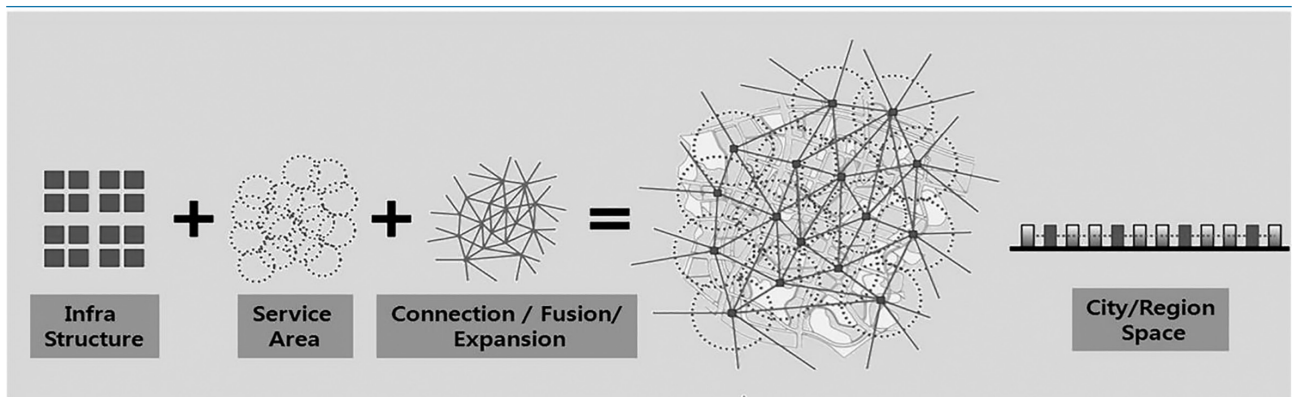 Infra
Structure
Service
Area
Connection / Fusion/
Expansion
City/Region
Space